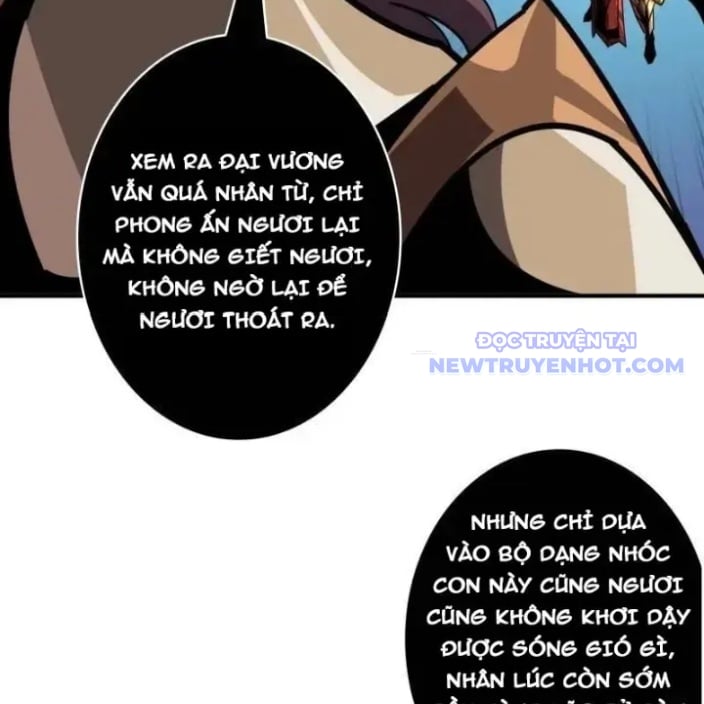 XEM RA ĐẠI VƯƠNG
VẪN QUÁ NHÂN TỪ, CHỈ
PHONG ẤN NGƯƠI LẠI
MÀ KHÔNG GIẾT NGƯƠI,
KHÔNG NGỜ LẠI ĐỂ
NGƯƠI THOÁT RA.
ĐỌC TRUYỆN TẠI
NEWTRUYENHOT.COM
NHƯNG CHỈ DỰA
VÀO BỘ DẠNG NHÓC
CON NÀY CŨNG NGƯƠI
CŨNG KHÔNG KHƠI DẬY
ĐƯỢC SÓNG GIÓ GÌ,
NHÂN LÚC CÒN SỚM